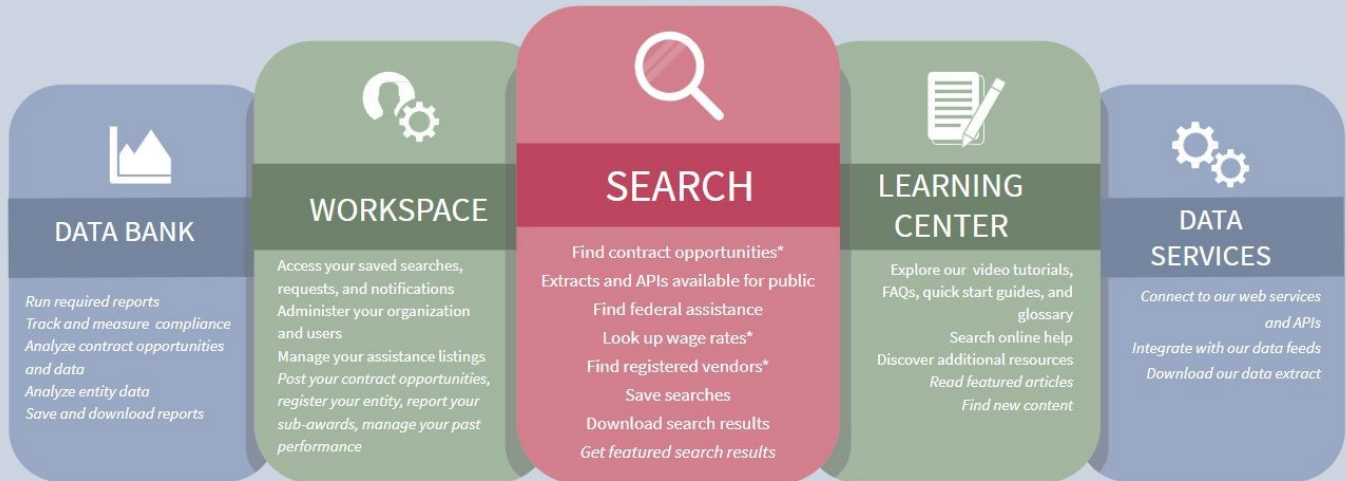 DATA BANK
Run required reports
Track and measure compliance
Analyze contract opportunities
and data
Analyze entity data
Save and download reports
WORKSPACE
Access your saved searches,
requests, and notifications
Administer your organization
and users
Manage your assistance listings
Post your contract opportunities,
register your entity, report your
sub-awards, manage your past
performance
SEARCH
Find contract opportunities*
Extracts and APIs available for public
Find federal assistance
Look up wage rates*
Find registered vendors*
Save searches
Download search results
Get featured search results
LEARNING
CENTER
Explore our video tutorials,
FAQs, quick start guides, and
glossary
Search online help
Discover additional resources
Read featured articles
Find new content
DATA
SERVICES
Connect to our web services
and APIs
Integrate with our data feeds
Download our data extract